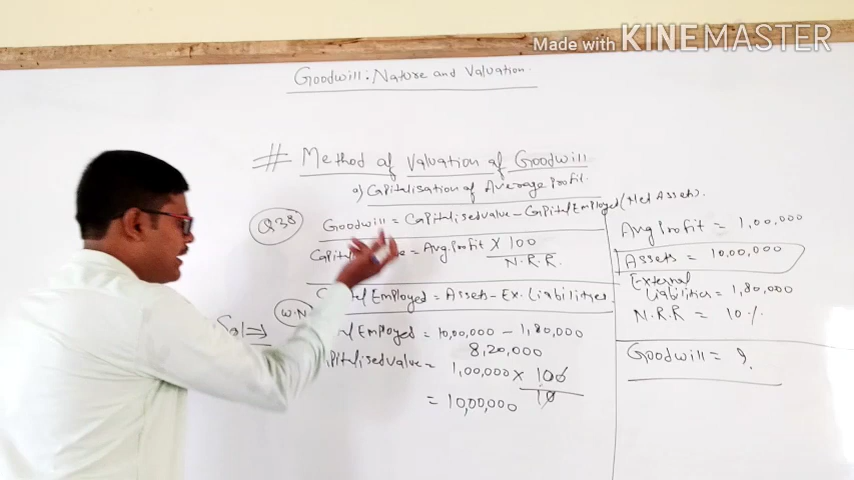 Made with KINEMASTER
Goodwill: Nature and Valuation.
# Method of Valuation of Goodwill
a) Capitalisation of Average Profit.
Q38
Goodwill = Capitalised value - Capital Employed (Net Assets).
= Avg. Profit X 100
N.R.R.
Employed = Assets - Ex. Liabilities
W.N
Sol ⇒
Employed = 10,00,000 - 1,80,000
8,20,000
value = 1,00,000 x 100
10
= 10,00,000
Avg Profit = 1,00,000
Assets = 10,00,000
External
Liabilities = 1,80,000
N.R.R = 10%
Goodwill = ?